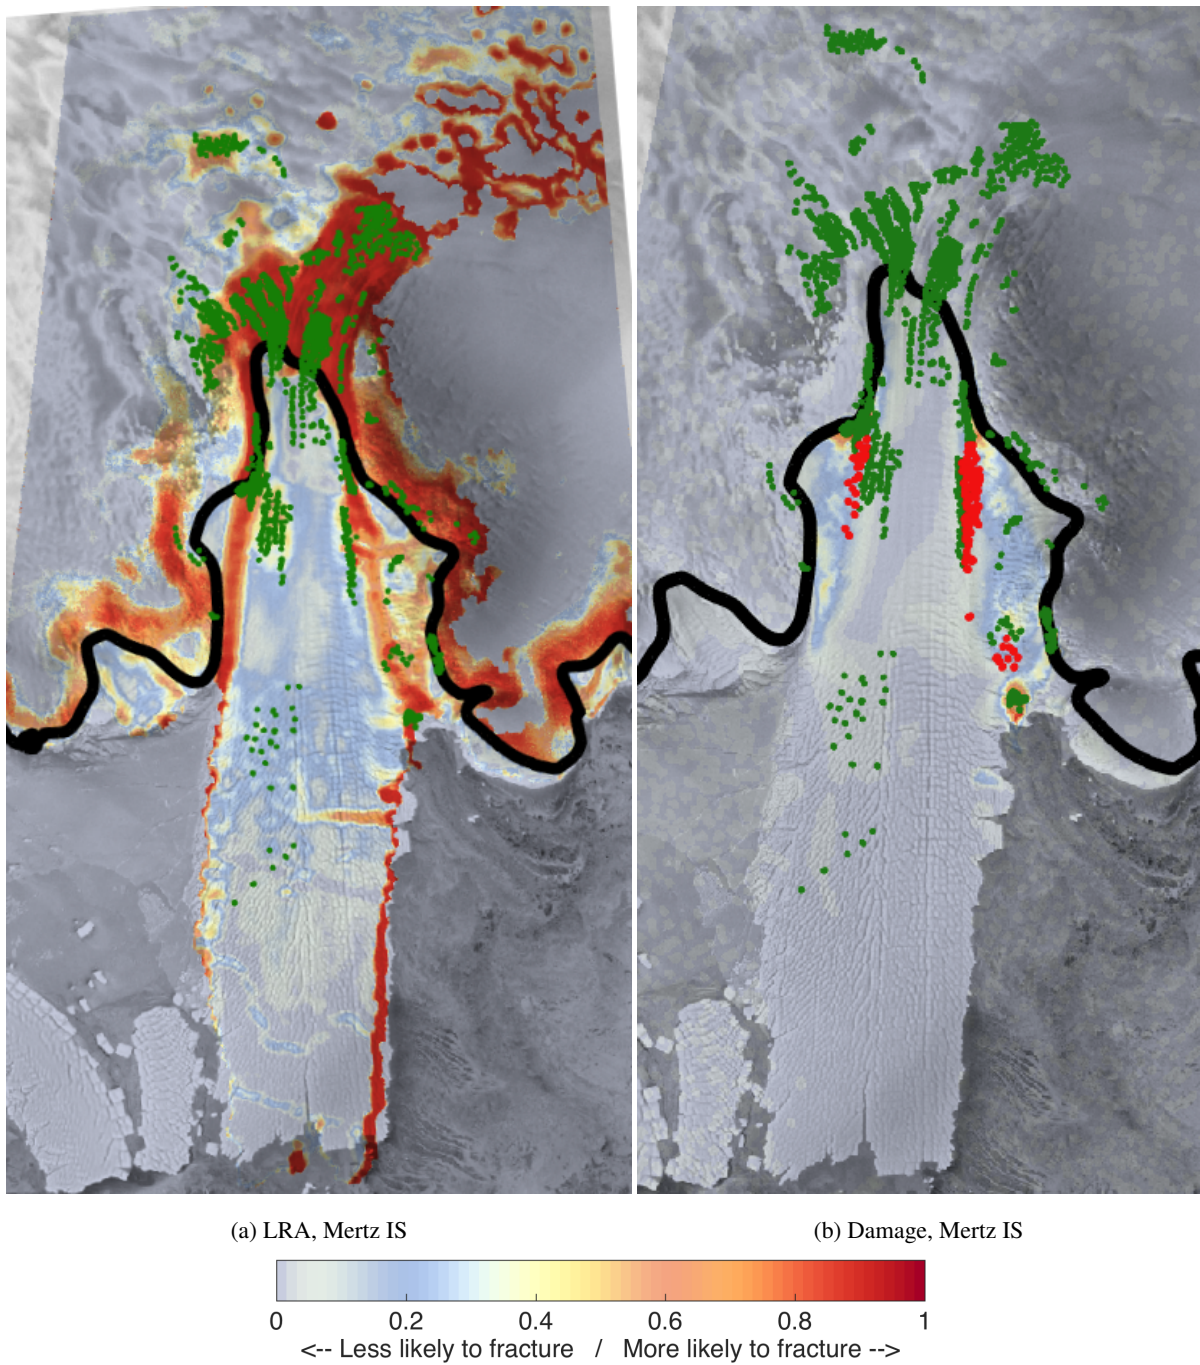 (a) LRA, Mertz IS
(b) Damage, Mertz IS
0 0.2 0.4 0.6 0.8 1
<-- Less likely to fracture / More likely to fracture -->